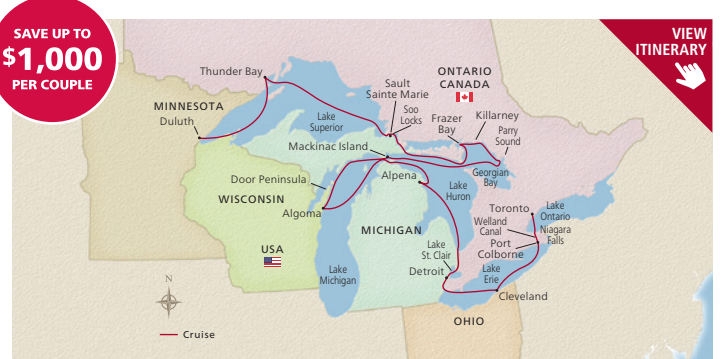 SAVE UP TO
$1,000
PER COUPLE
VIEW
ITINERARY
Thunder Bay
MINNESOTA
Duluth
Lake
Superior
Sault
Sainte Marie
Soo
Locks
ONTARIO
CANADA
Frazer
Bay
Killarney
Parry
Sound
Mackinac Island
Georgian
Bay
Door Peninsula
WISCONSIN
Algoma
Alpena
Lake
Huron
MICHIGAN
Toronto
Lake
Ontario
Welland
Canal
Niagara
Falls
Port
Colborne
USA
Lake
Michigan
Lake
St. Clair
Detroit
Lake
Erie
Cleveland
OHIO
N
Cruise